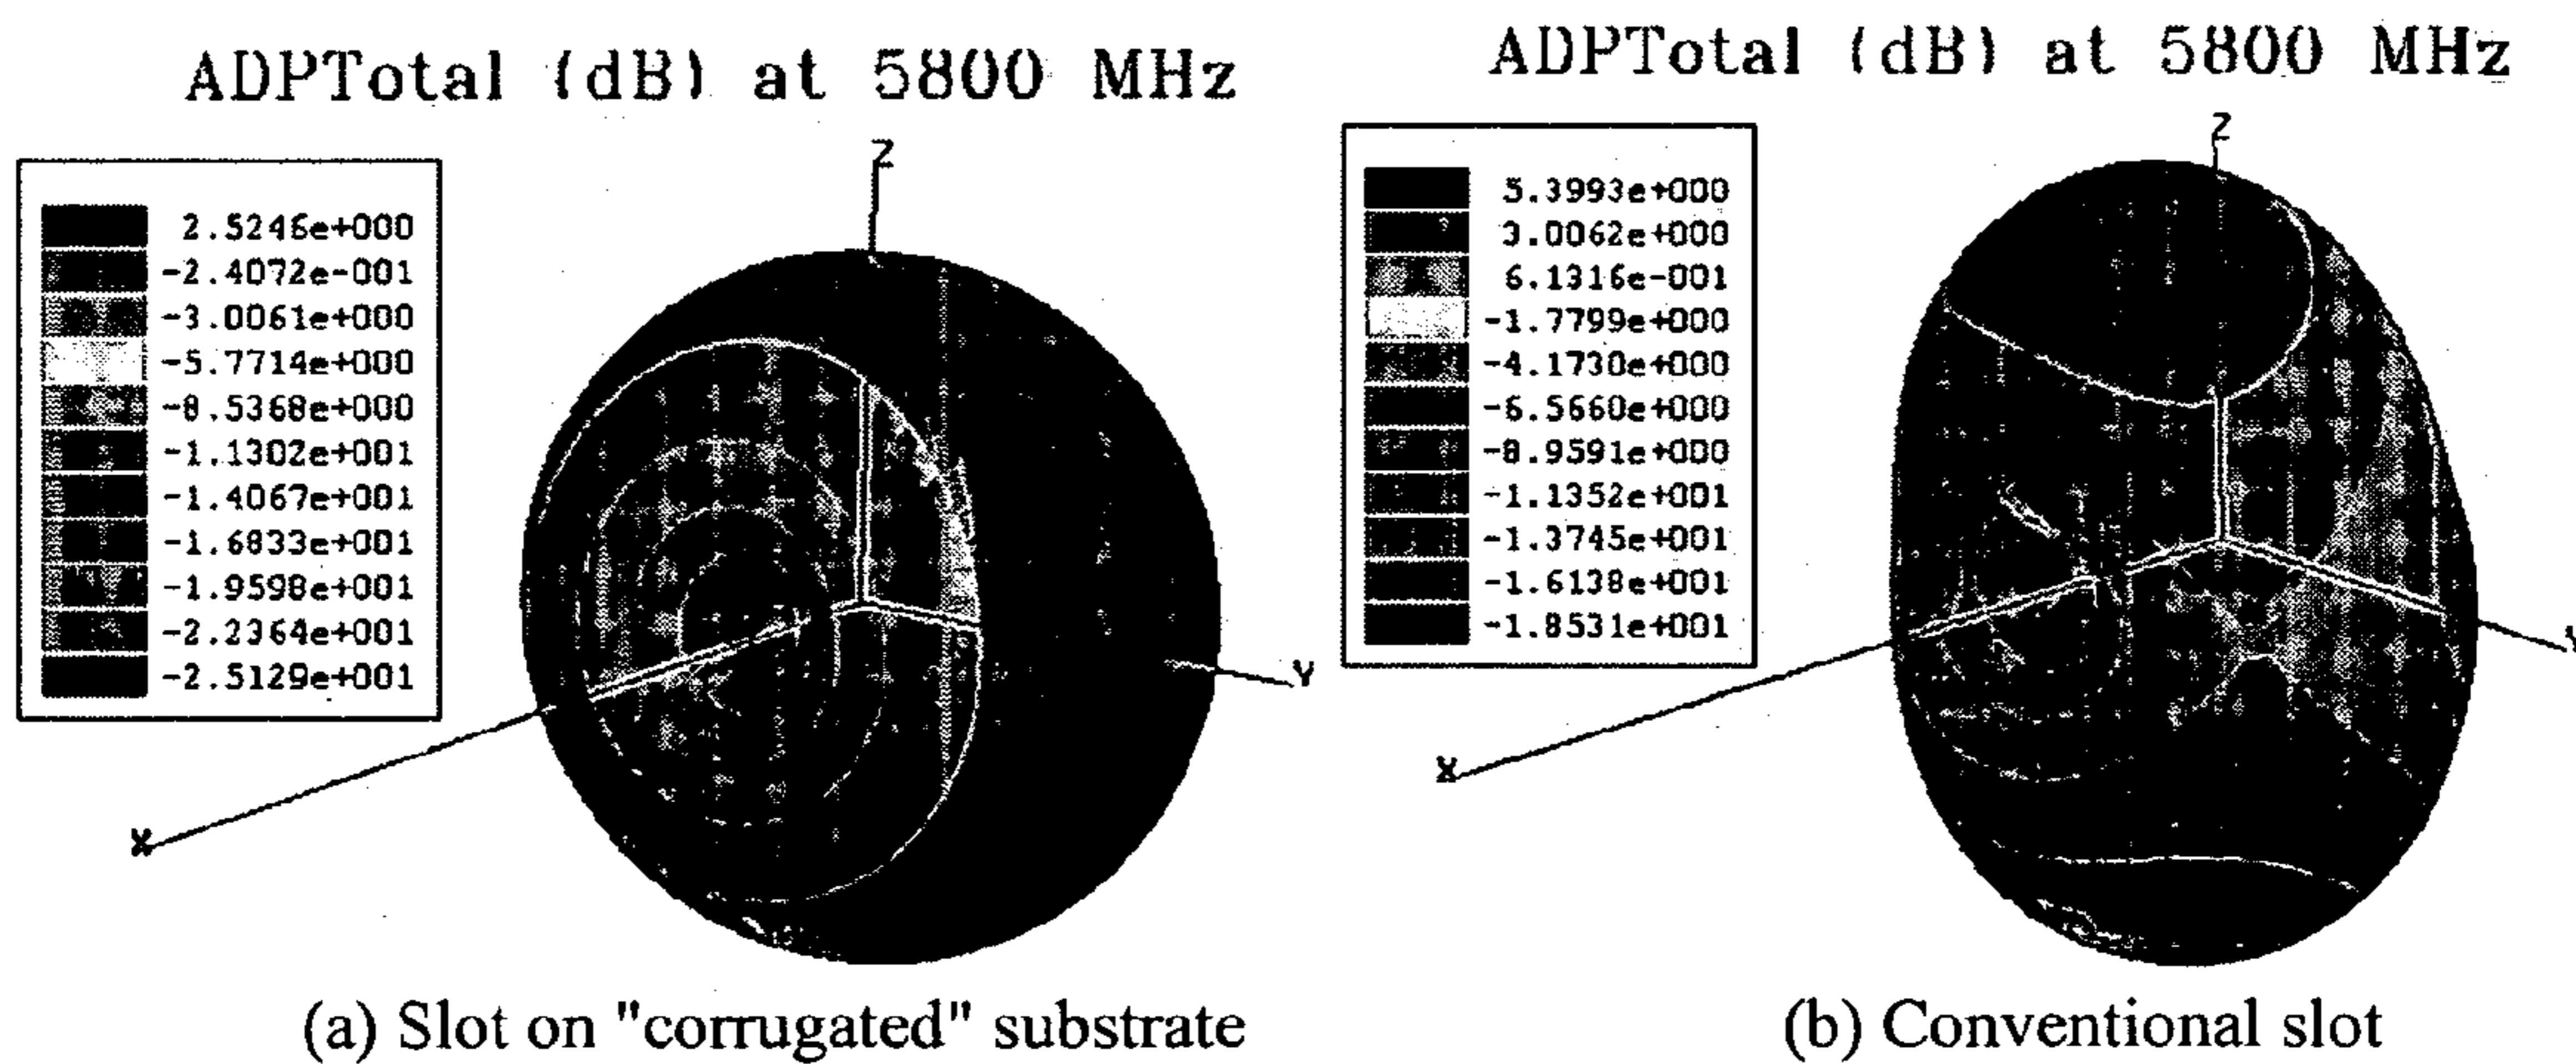 ADPTotal (dB) at 5800 MHz
2.5246e+000
-2.4072e-001
-3.0061e+000
-5.7714e+000
-8.5368e+000
-1.1302e+001
-1.4067e+001
-1.6833e+001
-1.9598e+001
-2.2364e+001
-2.5129e+001
Z
Y
X
(a) Slot on "corrugated" substrate
ADPTotal (dB) at 5800 MHz
5.3993e+000
3.0062e+000
6.1316e-001
-1.7799e+000
-4.1730e+000
-6.5660e+000
-8.9591e+000
-1.1352e+001
-1.3745e+001
-1.6138e+001
-1.8531e+001
Z
X
(b) Conventional slot